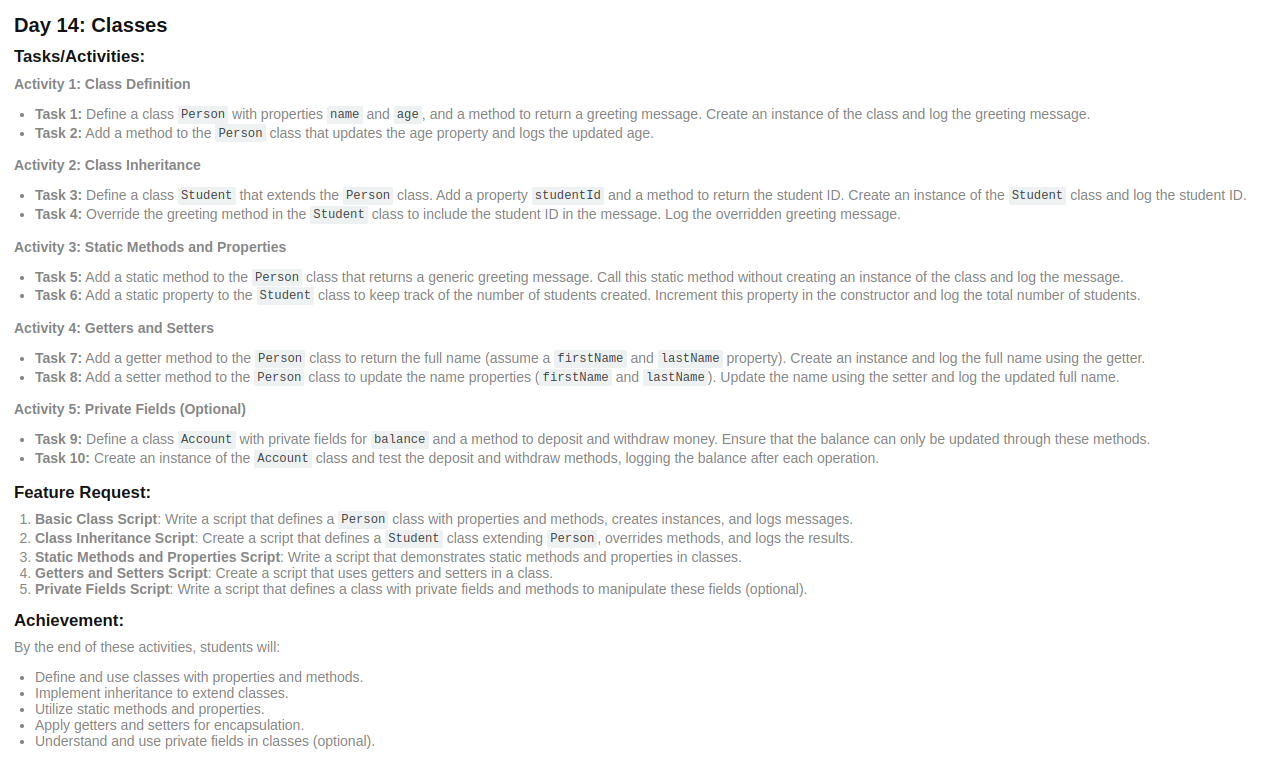 Day 14: Classes
Tasks/Activities:
Activity 1: Class Definition
• Task 1: Define a class Person with properties name and age, and a method to return a greeting message. Create an instance of the class and log the greeting message.
• Task 2: Add a method to the Person class that updates the age property and logs the updated age.
Activity 2: Class Inheritance
• Task 3: Define a class Student that extends the Person class. Add a property studentId and a method to return the student ID. Create an instance of the Student class and log the student ID.
• Task 4: Override the greeting method in the Student class to include the student ID in the message. Log the overridden greeting message.
Activity 3: Static Methods and Properties
• Task 5: Add a static method to the Person class that returns a generic greeting message. Call this static method without creating an instance of the class and log the message.
• Task 6: Add a static property to the Student class to keep track of the number of students created. Increment this property in the constructor and log the total number of students.
Activity 4: Getters and Setters
• Task 7: Add a getter method to the Person class to return the full name (assume a firstName and lastName property). Create an instance and log the full name using the getter.
• Task 8: Add a setter method to the Person class to update the name properties (firstName and lastName). Update the name using the setter and log the updated full name.
Activity 5: Private Fields (Optional)
• Task 9: Define a class Account with private fields for balance and a method to deposit and withdraw money. Ensure that the balance can only be updated through these methods.
• Task 10: Create an instance of the Account class and test the deposit and withdraw methods, logging the balance after each operation.
Feature Request:
1. Basic Class Script: Write a script that defines a Person class with properties and methods, creates instances, and logs messages.
2. Class Inheritance Script: Create a script that defines a Student class extending Person, overrides methods, and logs the results.
3. Static Methods and Properties Script: Write a script that demonstrates static methods and properties in classes.
4. Getters and Setters Script: Create a script that uses getters and setters in a class.
5. Private Fields Script: Write a script that defines a class with private fields and methods to manipulate these fields (optional).
Achievement:
By the end of these activities, students will:
• Define and use classes with properties and methods.
• Implement inheritance to extend classes.
• Utilize static methods and properties.
• Apply getters and setters for encapsulation.
• Understand and use private fields in classes (optional).